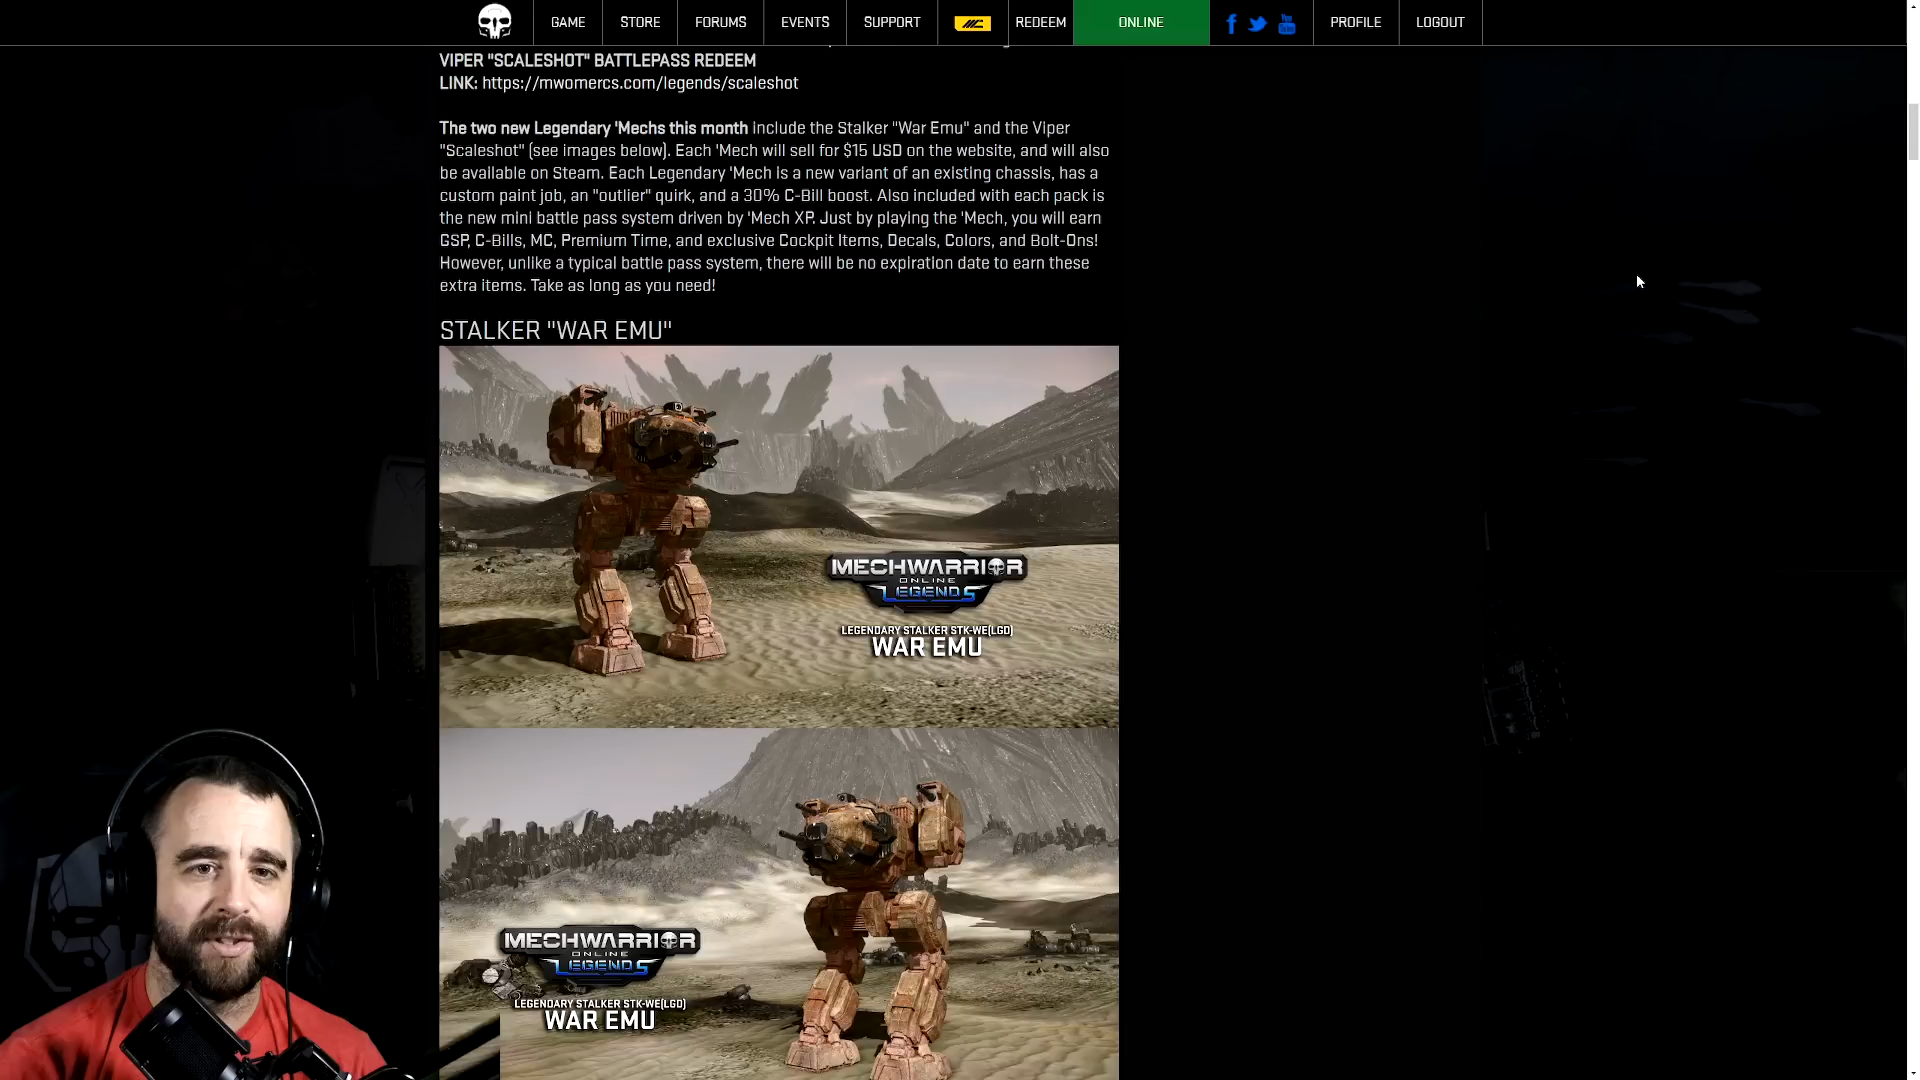 GAME STORE FORUMS EVENTS SUPPORT MC REDEEM ONLINE f You Tube PROFILE LOGOUT
VIPER "SCALESHOT" BATTLEPASS REDEEM
LINK: https://mwomercs.com/legends/scaleshot
The two new Legendary 'Mechs this month include the Stalker "War Emu" and the Viper
"Scaleshot" (see images below). Each 'Mech will sell for $15 USD on the website, and will also
be available on Steam. Each Legendary 'Mech is a new variant of an existing chassis, has a
custom paint job, an "outlier" quirk, and a 30% C-Bill boost. Also included with each pack is
the new mini battle pass system driven by 'Mech XP. Just by playing the 'Mech, you will earn
GSP, C-Bills, MC, Premium Time, and exclusive Cockpit Items, Decals, Colors, and Bolt-Ons!
However, unlike a typical battle pass system, there will be no expiration date to earn these
extra items. Take as long as you need!
STALKER "WAR EMU"
MECHWARRIOR
ONLINE
LEGENDS
LEGENDARY STALKER STK-WE(LGD)
WAR EMU
MECHWARRIOR
ONLINE
LEGENDS
LEGENDARY STALKER STK-WE(LGD)
WAR EMU